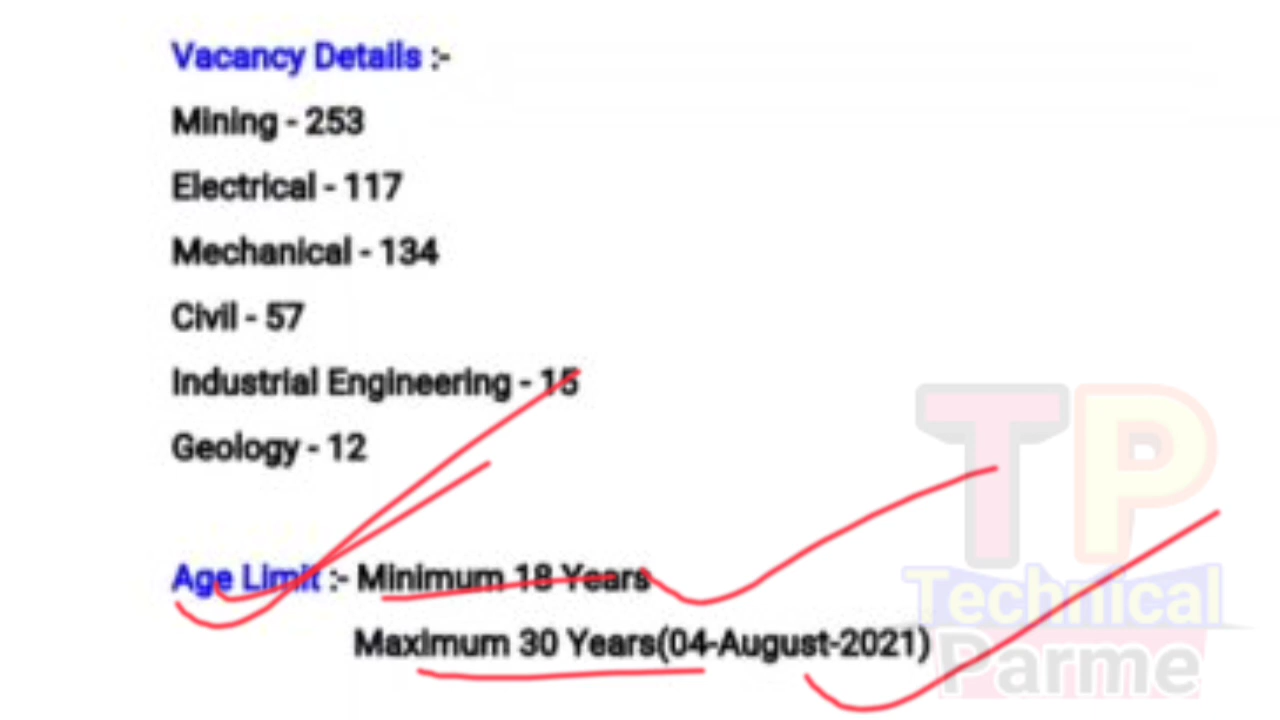 Vacancy Details :-
Mining - 253
Electrical - 117
Mechanical - 134
Civil - 57
Industrial Engineering - 15
Geology - 12
Age Limit :- Minimum 18 Years
Maximum 30 Years(04-August-2021)
TP
Technical
Parme